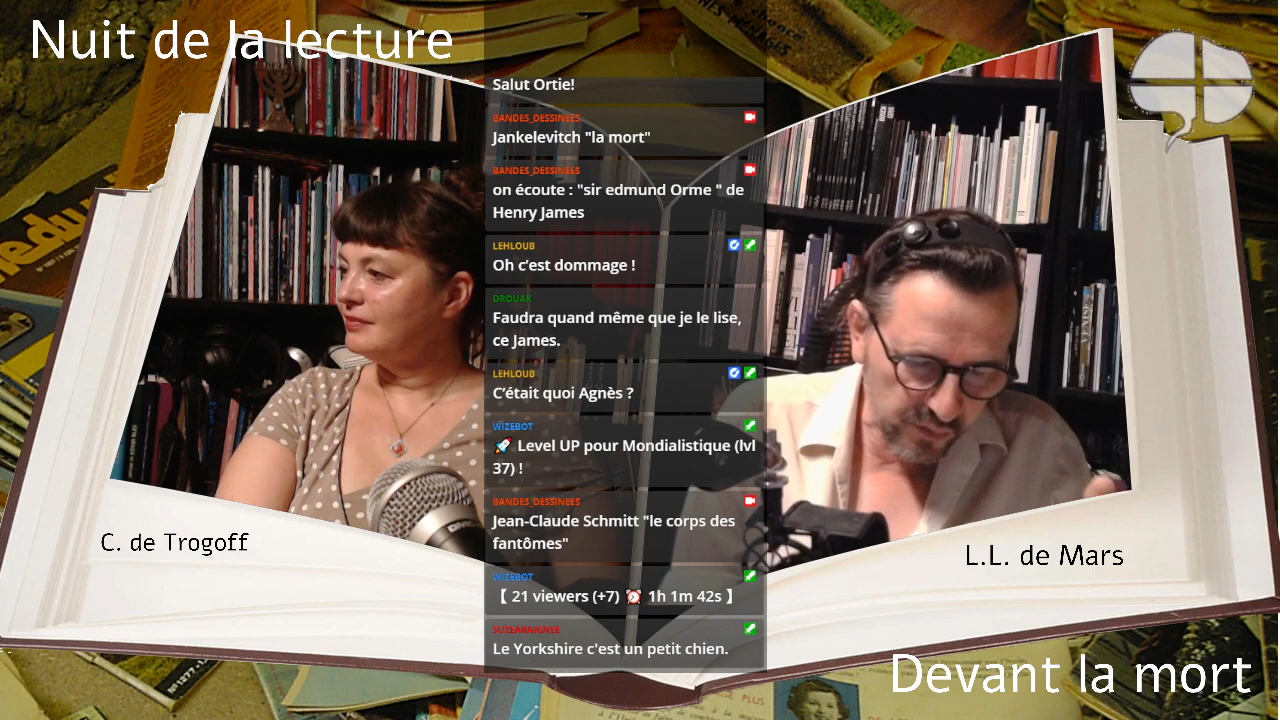 Nuit de la lecture
Salut Ortie!
BANDES_DESSINEES
Jankelevitch "la mort"
BANDES_DESSINEES
on écoute : "sir edmund Orme " de
Henry James
LEHLOUB
Oh c’est dommage !
DROUAK
Faudra quand même que je le lise,
ce James.
LEHLOUB
C’était quoi Agnès ?
WIZEBOT
🚀 Level UP pour Mondialistique (lvl
37) !
BANDES_DESSINEES
Jean-Claude Schmitt "le corps des
fantômes"
WIZEBOT
【 21 viewers (+7) ⏰ 1h 1m 42s 】
SUZEARAIGNEE
Le Yorkshire c'est un petit chien.
C. de Trogoff
L.L. de Mars
Devant la mort
N°1277
PLUS